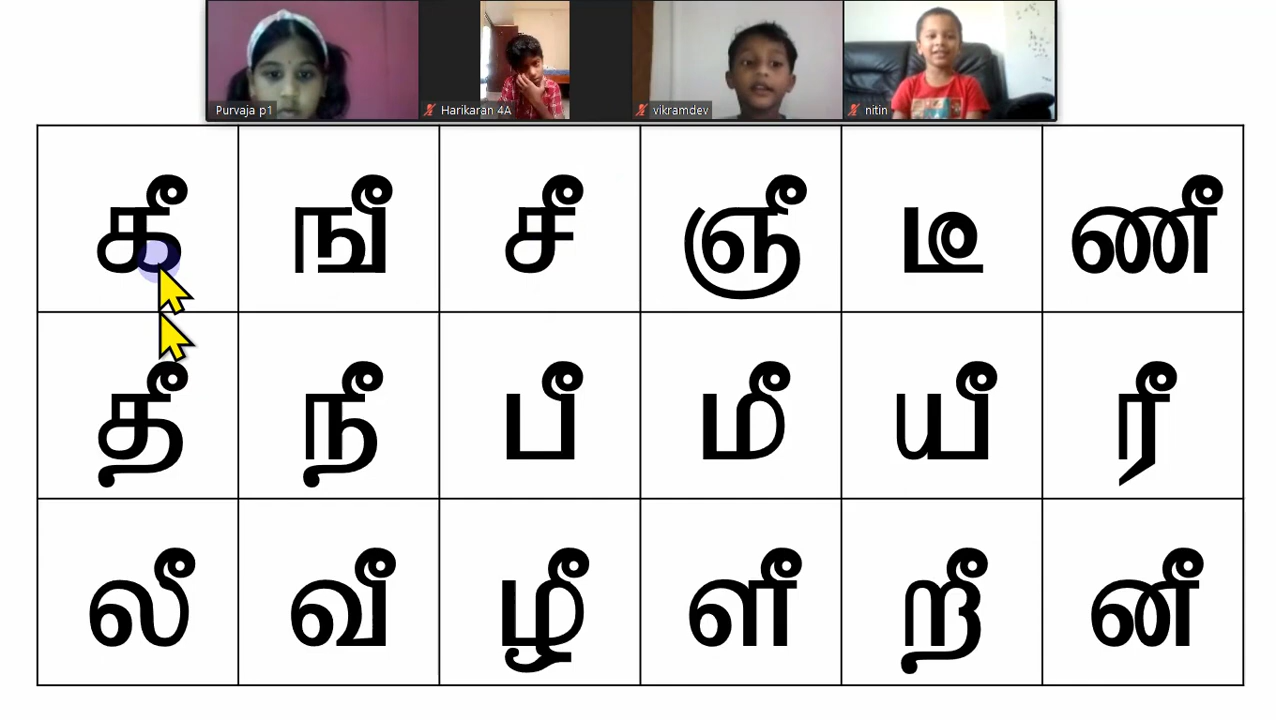 Purvaja p1 Harikaran 4A vikramdev nitin
கீ ஙீ சீ ஞீ டீ ணீ
தீ நீ பீ மீ யீ ரீ
லீ வீ ழீ ளீ றீ னீ